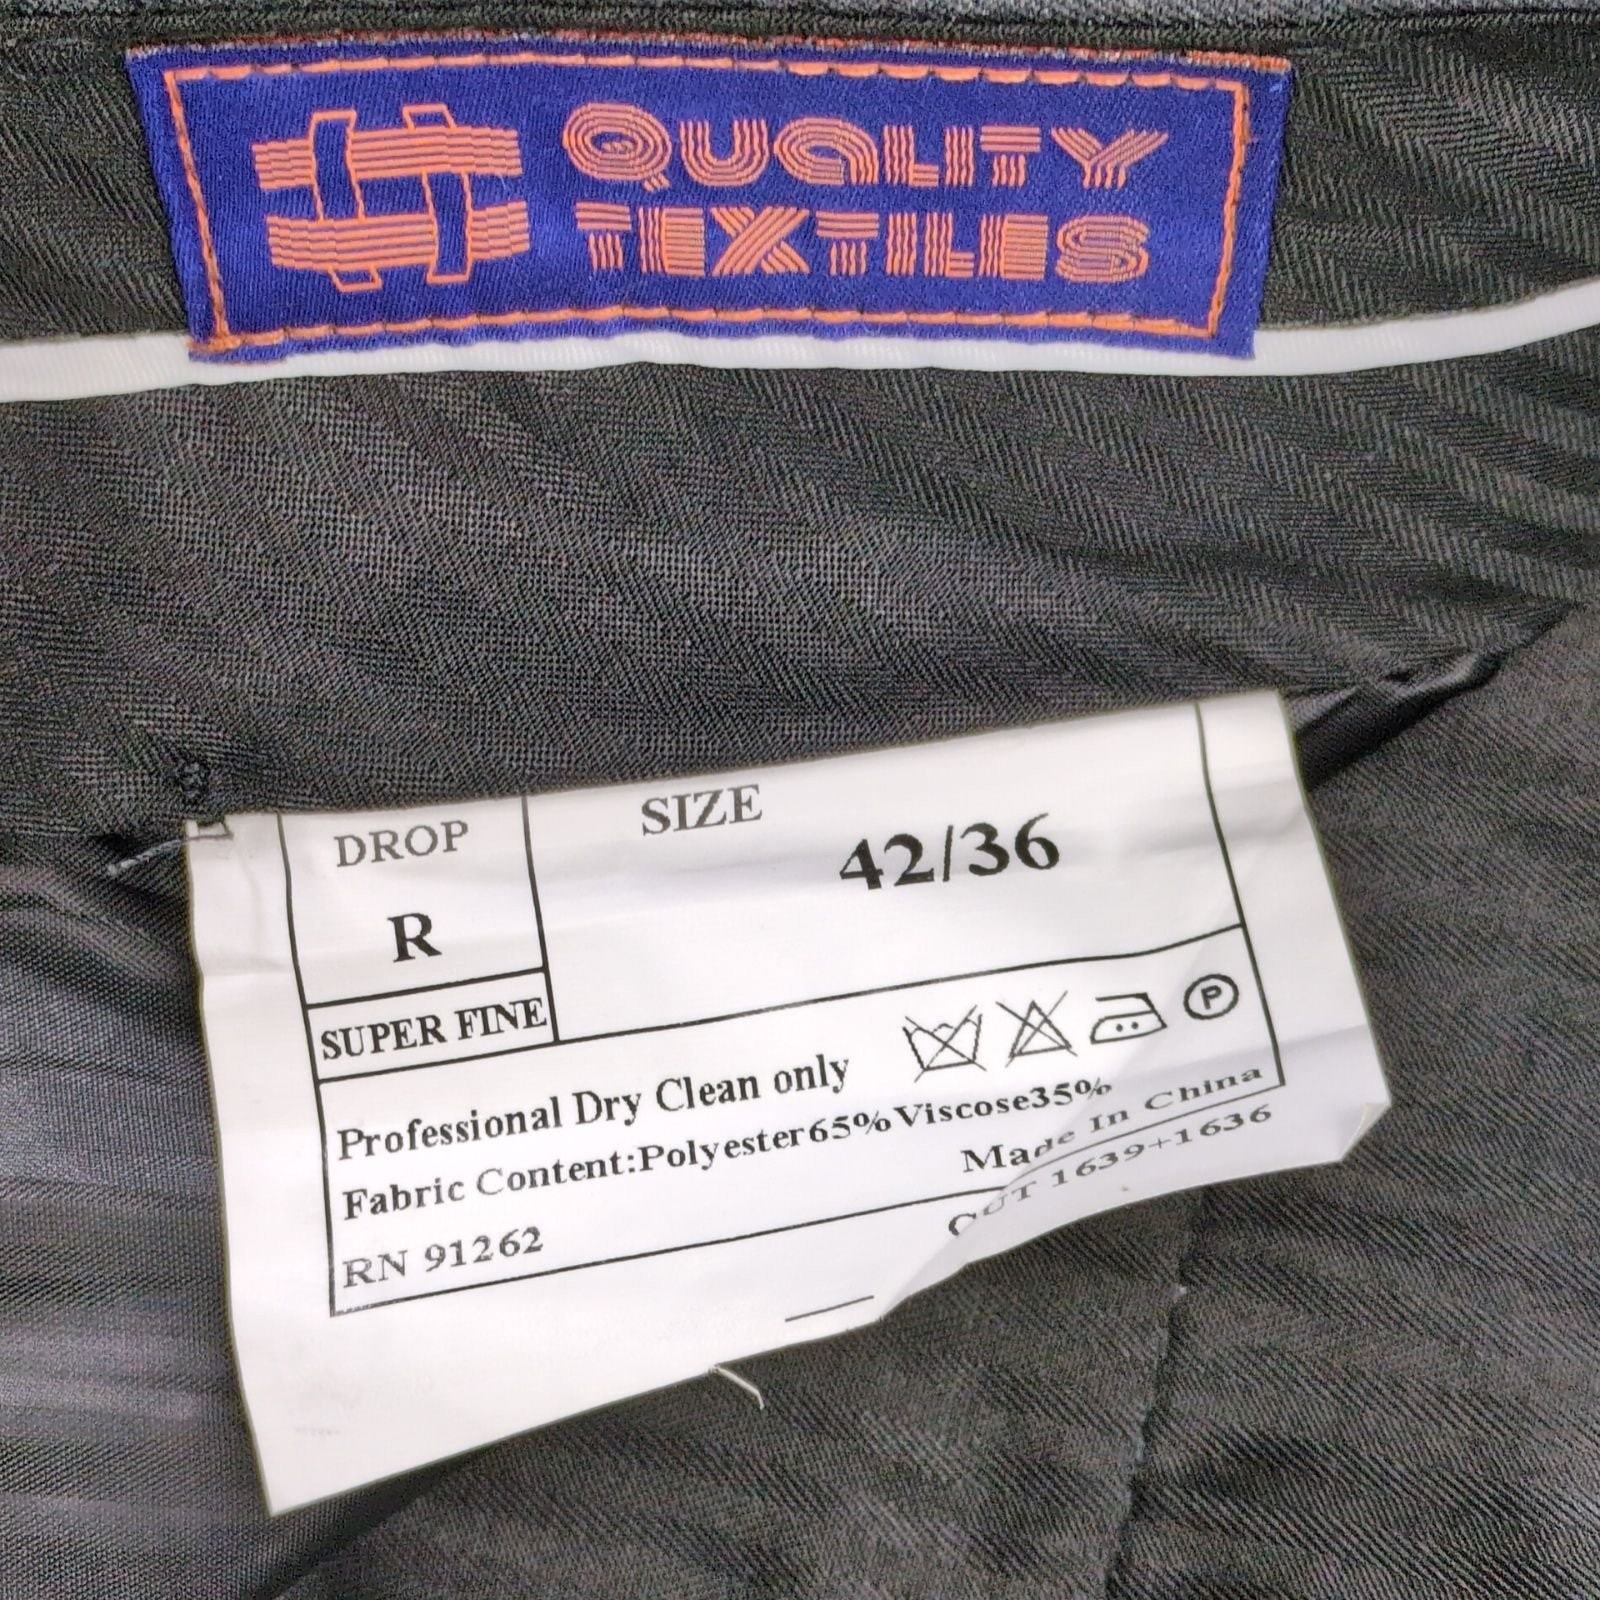 QUALITY
TEXTILES
DROP
SIZE
R
42/36
SUPER FINE
P
Professional Dry Clean only
Fabric Content:Polyester65%Viscose35%
Made In China
RN 91262
CUT 1639+1636